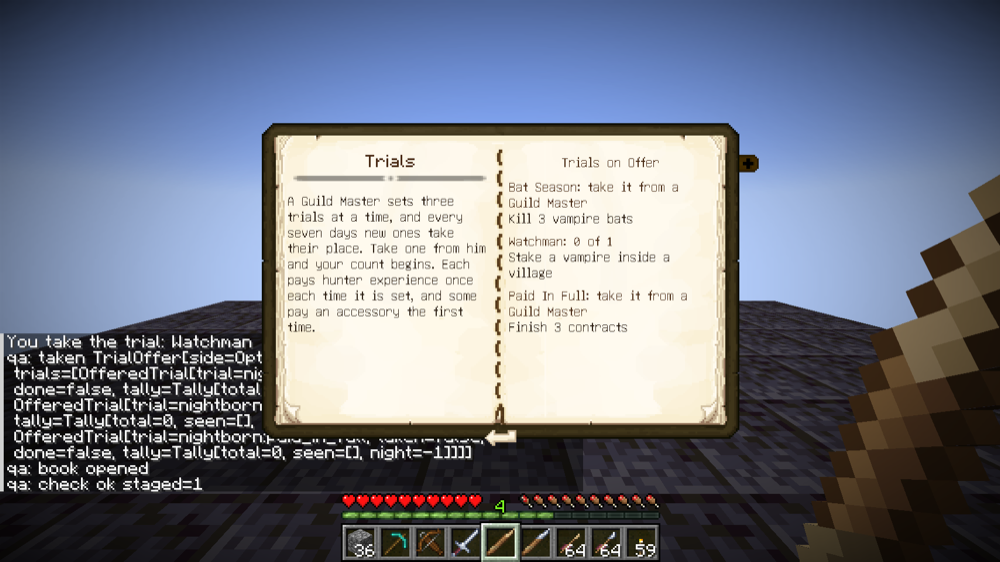 Trials
A Guild Master sets three
trials at a time, and every
seven days new ones take
their place. Take one from him
and your count begins. Each
pays hunter experience once
each time it is set, and some
pay an accessory the first
time.
Trials on Offer
Bat Season: take it from a
Guild Master
Kill 3 vampire bats
Watchman: 0 of 1
Stake a vampire inside a
village
Paid In Full: take it from a
Guild Master
Finish 3 contracts
You take the trial: Watchman
qa: taken TrialOffer[side=Opt
trials=[OfferedTrial[trial=nig
done=false, tally=Tally[total
OfferedTrial[trial=nightborn
tally=Tally[total=0, seen=[],
OfferedTrial[trial=nightborn:paid_in_full, taken=false,
done=false, tally=Tally[total=0, seen=[], night=-1]]]]
qa: book opened
qa: check ok staged=1
4
36
64
64
59